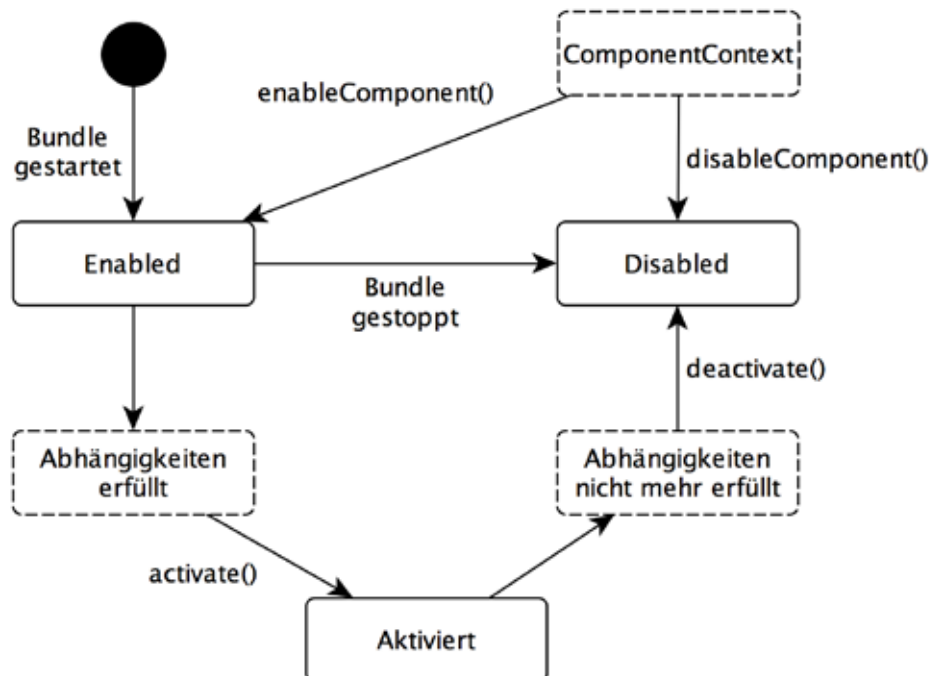 ComponentContext
enableComponent()
Bundle
gestartet
disableComponent()
Enabled
Disabled
Bundle
gestoppt
deactivate()
Abhängigkeiten
erfüllt
Abhängigkeiten
nicht mehr erfüllt
activate()
Aktiviert